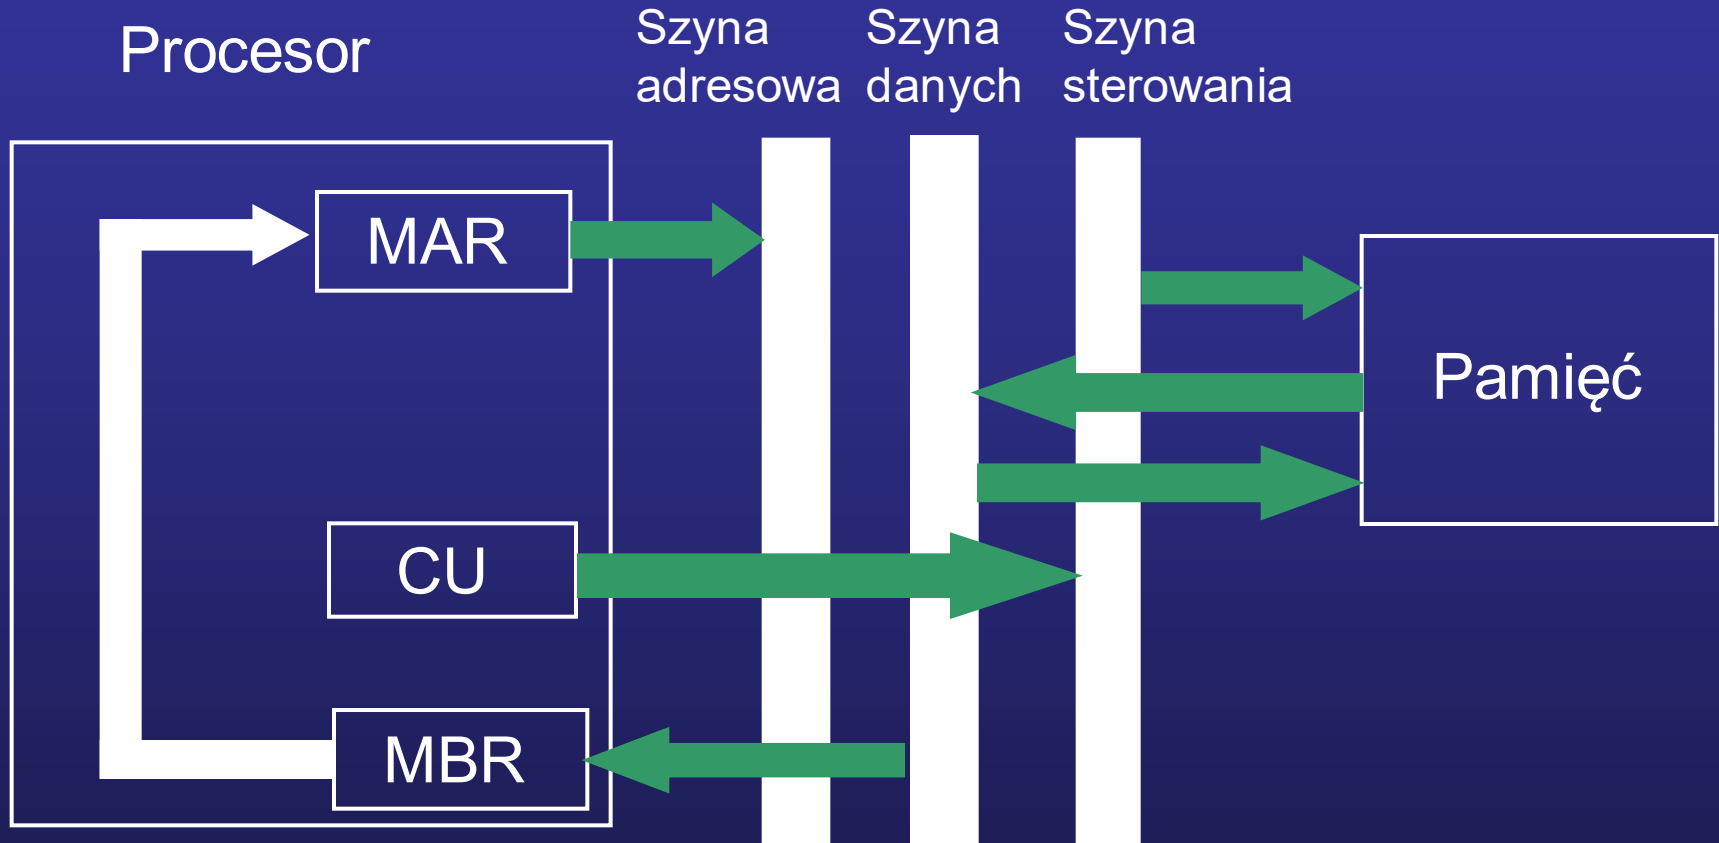 Procesor
Szyna
adresowa
Szyna
danych
Szyna
sterowania
MAR
Pamięć
CU
MBR